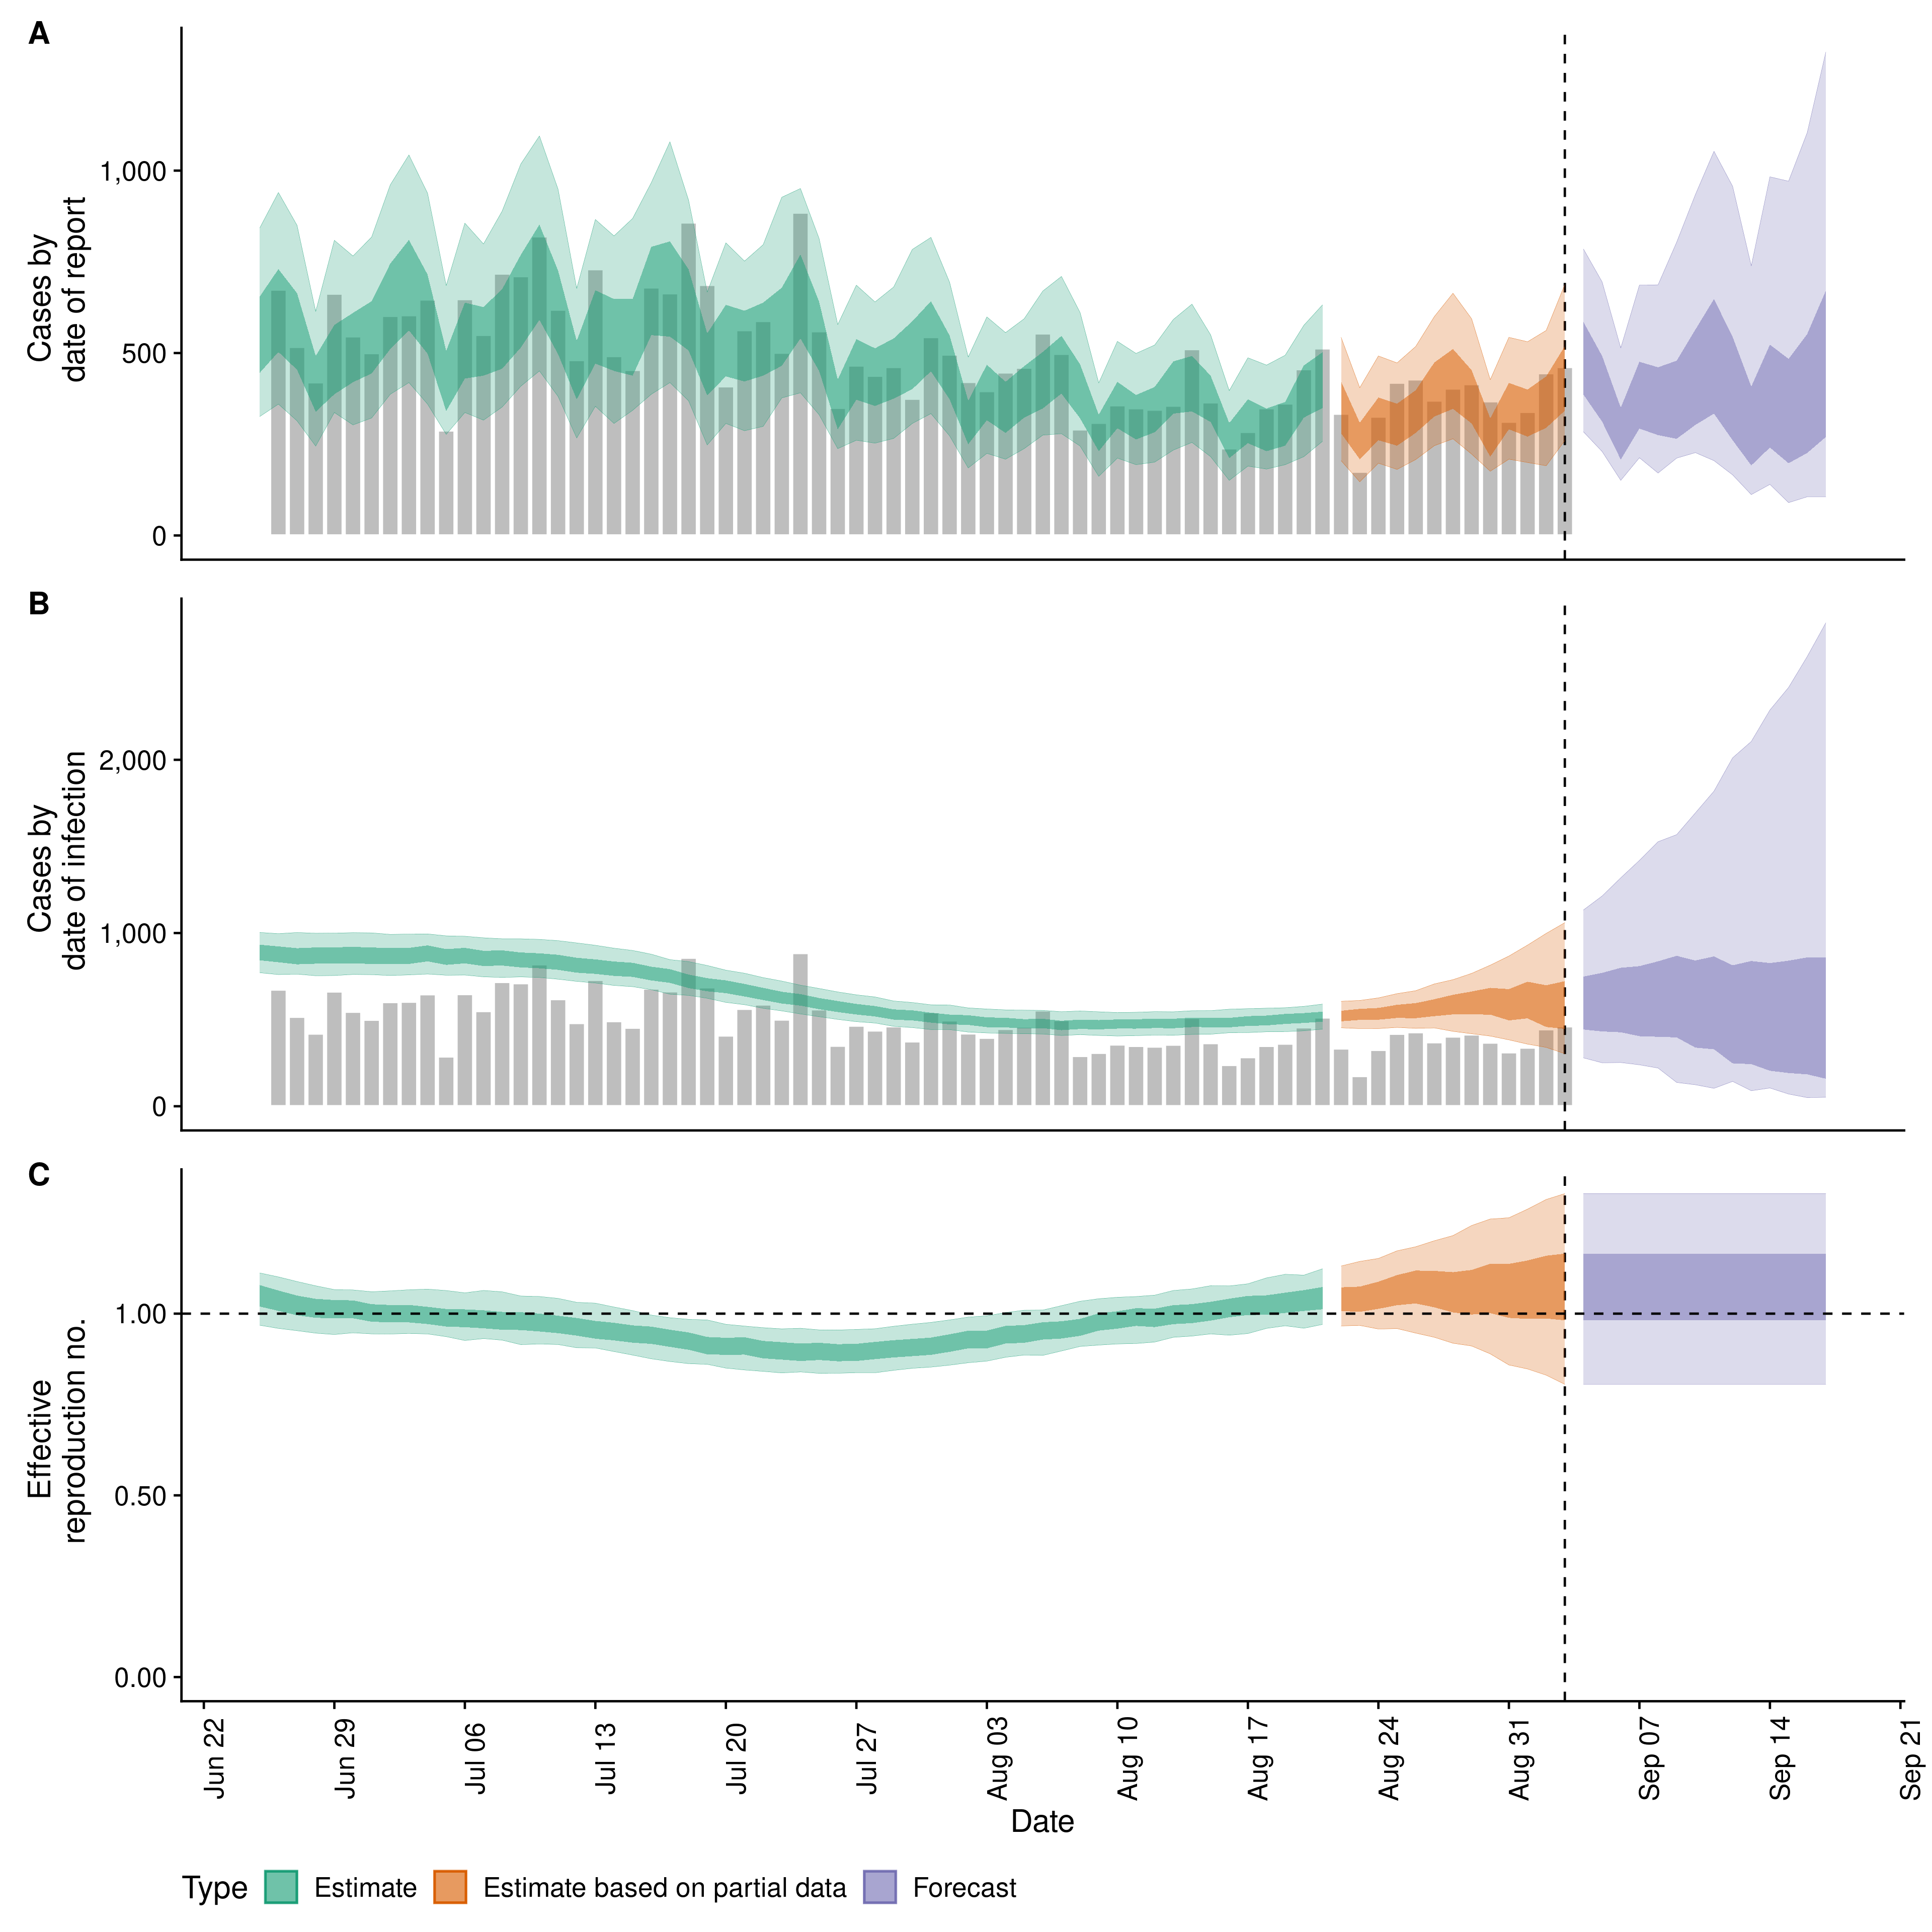 A
Cases by
date of report
1,000
500
0
B
Cases by
date of infection
2,000
1,000
0
C
Effective
reproduction no.
1.00
0.50
0.00
Jun 22
Jun 29
Jul 06
Jul 13
Jul 20
Jul 27
Aug 03
Aug 10
Aug 17
Aug 24
Aug 31
Sep 07
Sep 14
Sep 21
Date
Type Estimate Estimate based on partial data Forecast